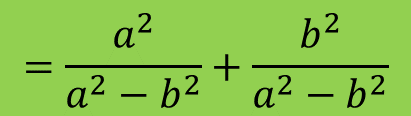 = a²/(a² − b²) + b²/(a² − b²)